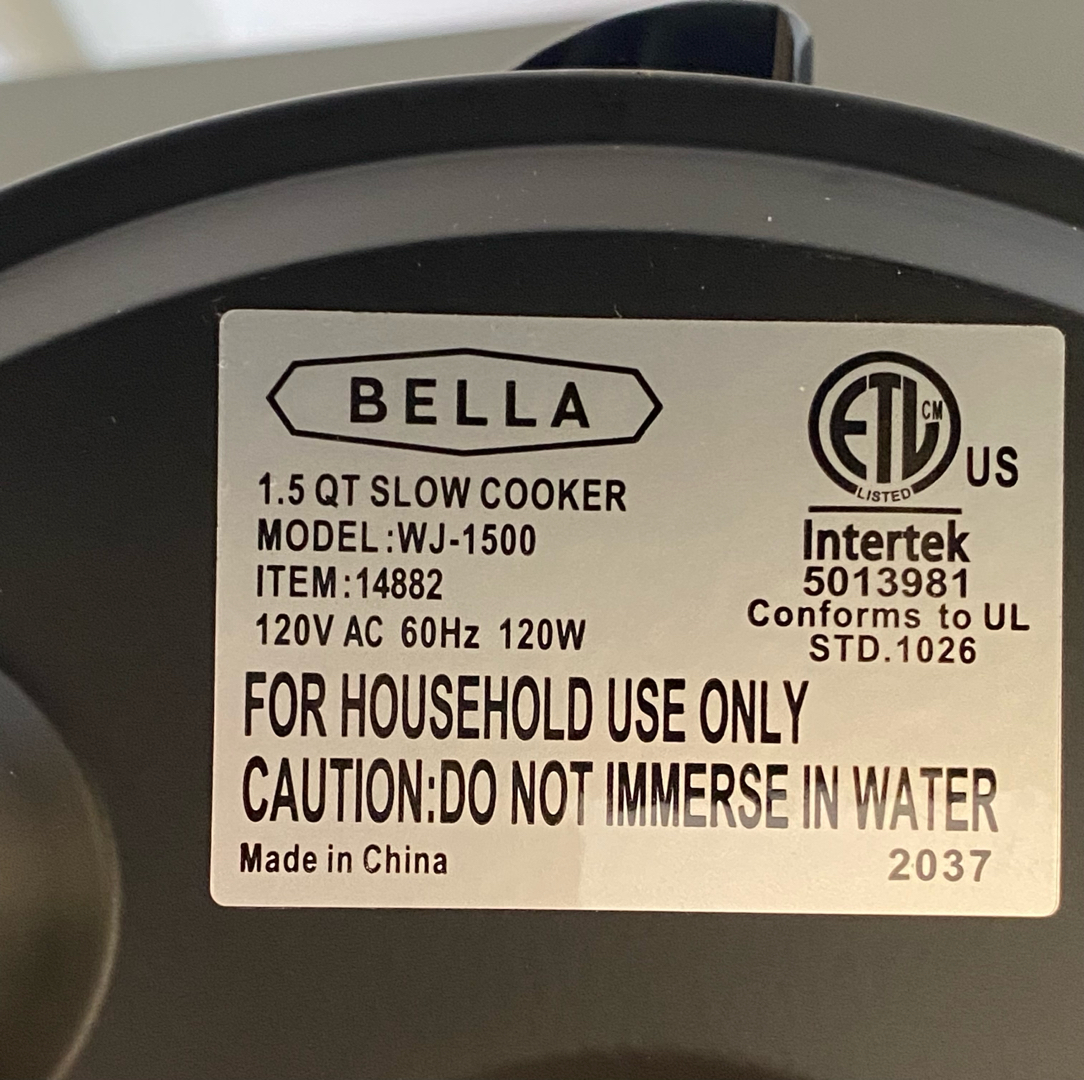 BELLA
1.5 QT SLOW COOKER
MODEL:WJ-1500
ITEM:14882
120V AC 60Hz 120W
ETL CM
LISTED
US
Intertek
5013981
Conforms to UL
STD.1026
FOR HOUSEHOLD USE ONLY
CAUTION:DO NOT IMMERSE IN WATER
Made in China
2037